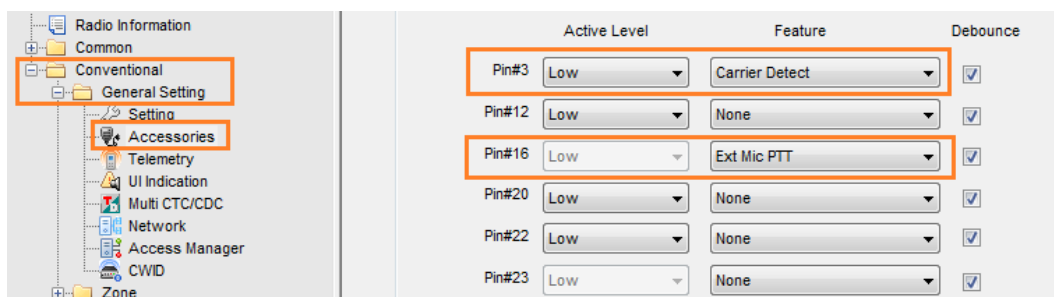 Radio Information
Common
Conventional
General Setting
Setting
Accessories
Telemetry
UI Indication
Multi CTC/CDC
Network
Access Manager
CWID
Zone
Active Level Feature Debounce
Pin#3 Low Carrier Detect
Pin#12 Low None
Pin#16 Low Ext Mic PTT
Pin#20 Low None
Pin#22 Low None
Pin#23 Low None